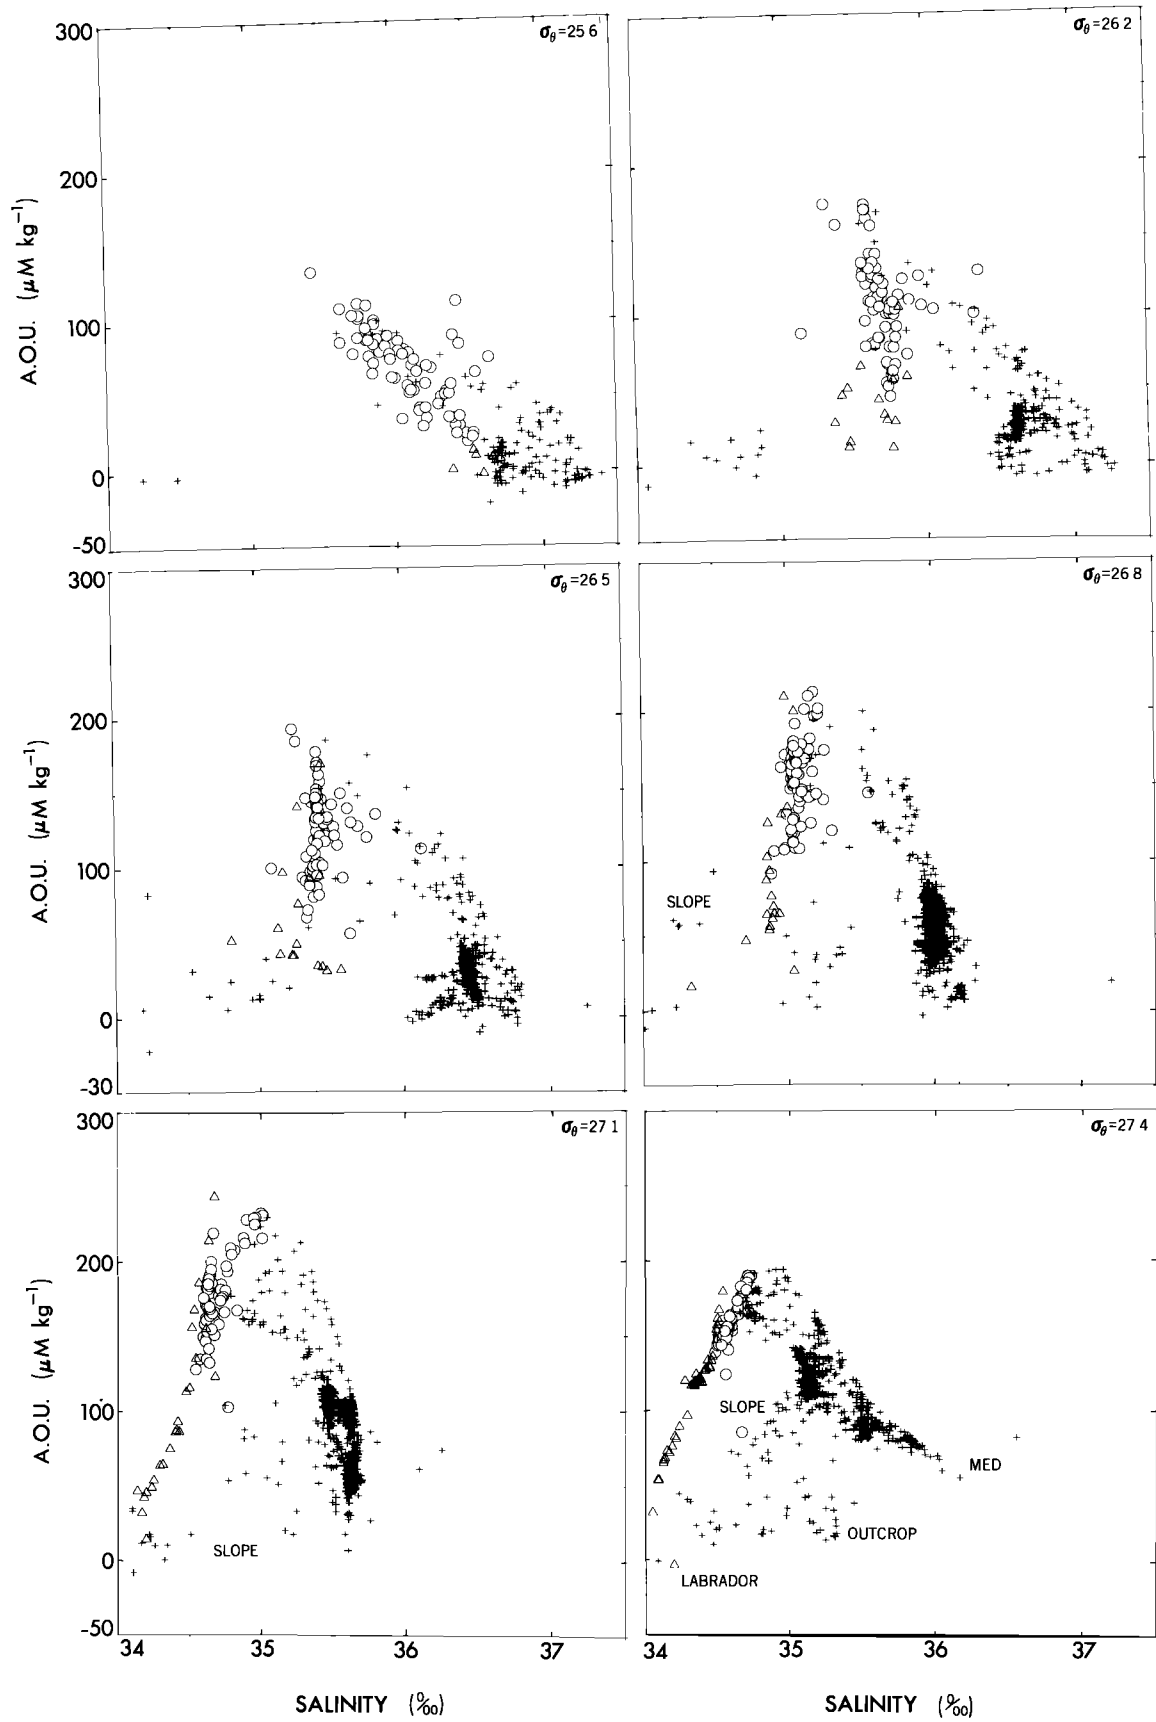 300
σθ=25 6
200
100
0
-50
A.O.U. (μM kg⁻¹)
σθ=26 2
300
σθ=26 5
200
100
0
-30
A.O.U. (μM kg⁻¹)
σθ=26 8
SLOPE
300
σθ=27 1
200
100
0
-50
A.O.U. (μM kg⁻¹)
SLOPE
34
35
36
37
SALINITY (‰)
σθ=27 4
SLOPE
MED
OUTCROP
LABRADOR
34
35
36
37
SALINITY (‰)